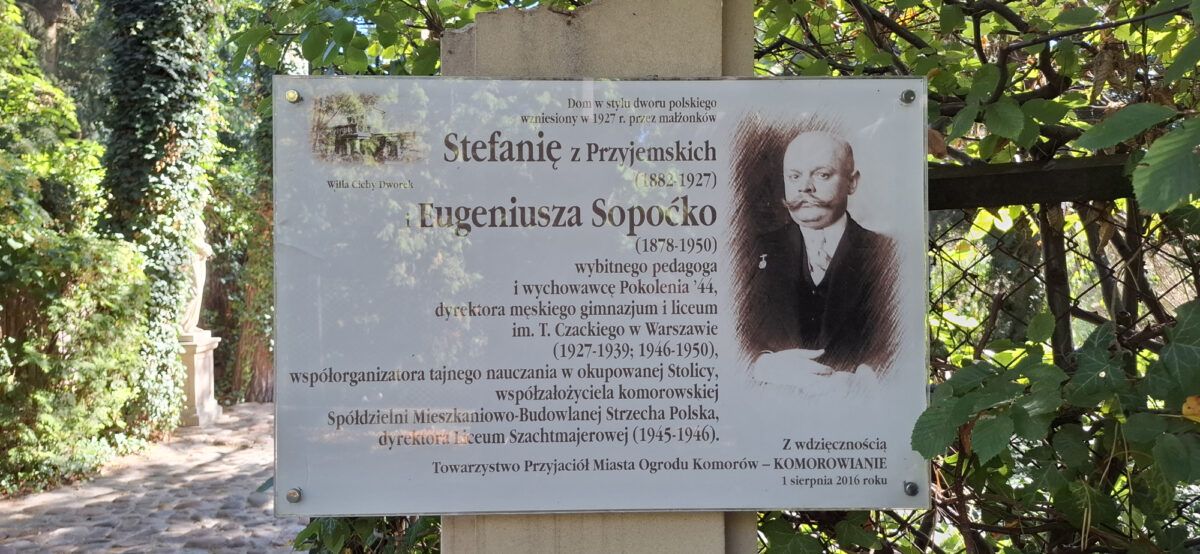 Dom w stylu dworu polskiego
wzniesiony w 1927 r. przez małżonków
Stefanię z Przyjemskich
(1882-1927)
Willa Cichy Dworek
i Eugeniusza Sopoćko
(1878-1950)
wybitnego pedagoga
i wychowawcę Pokolenia '44,
dyrektora męskiego gimnazjum i liceum
im. T. Czackiego w Warszawie
(1927-1939; 1946-1950),
współorganizatora tajnego nauczania w okupowanej Stolicy,
współzałożyciela komorowskiej
Spółdzielni Mieszkaniowo-Budowlanej Strzecha Polska,
dyrektora Liceum Szachtmajerowej (1945-1946).
Z wdzięcznością
Towarzystwo Przyjaciół Miasta Ogrodu Komorów – KOMOROWIANIE
1 sierpnia 2016 roku